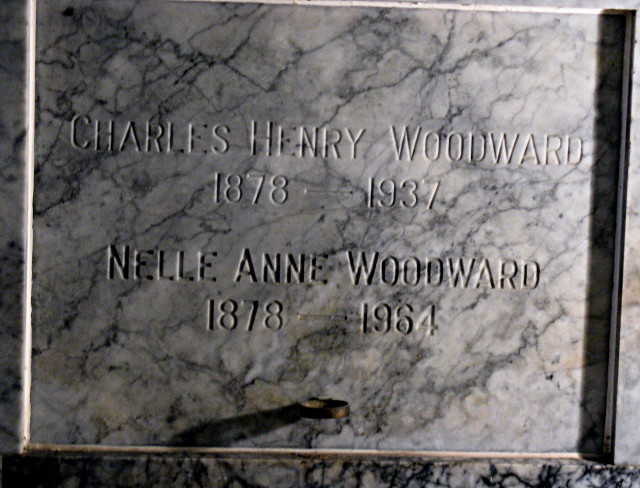 Charles Henry Woodward
1878 — 1937
Nelle Anne Woodward
1878 — 1964